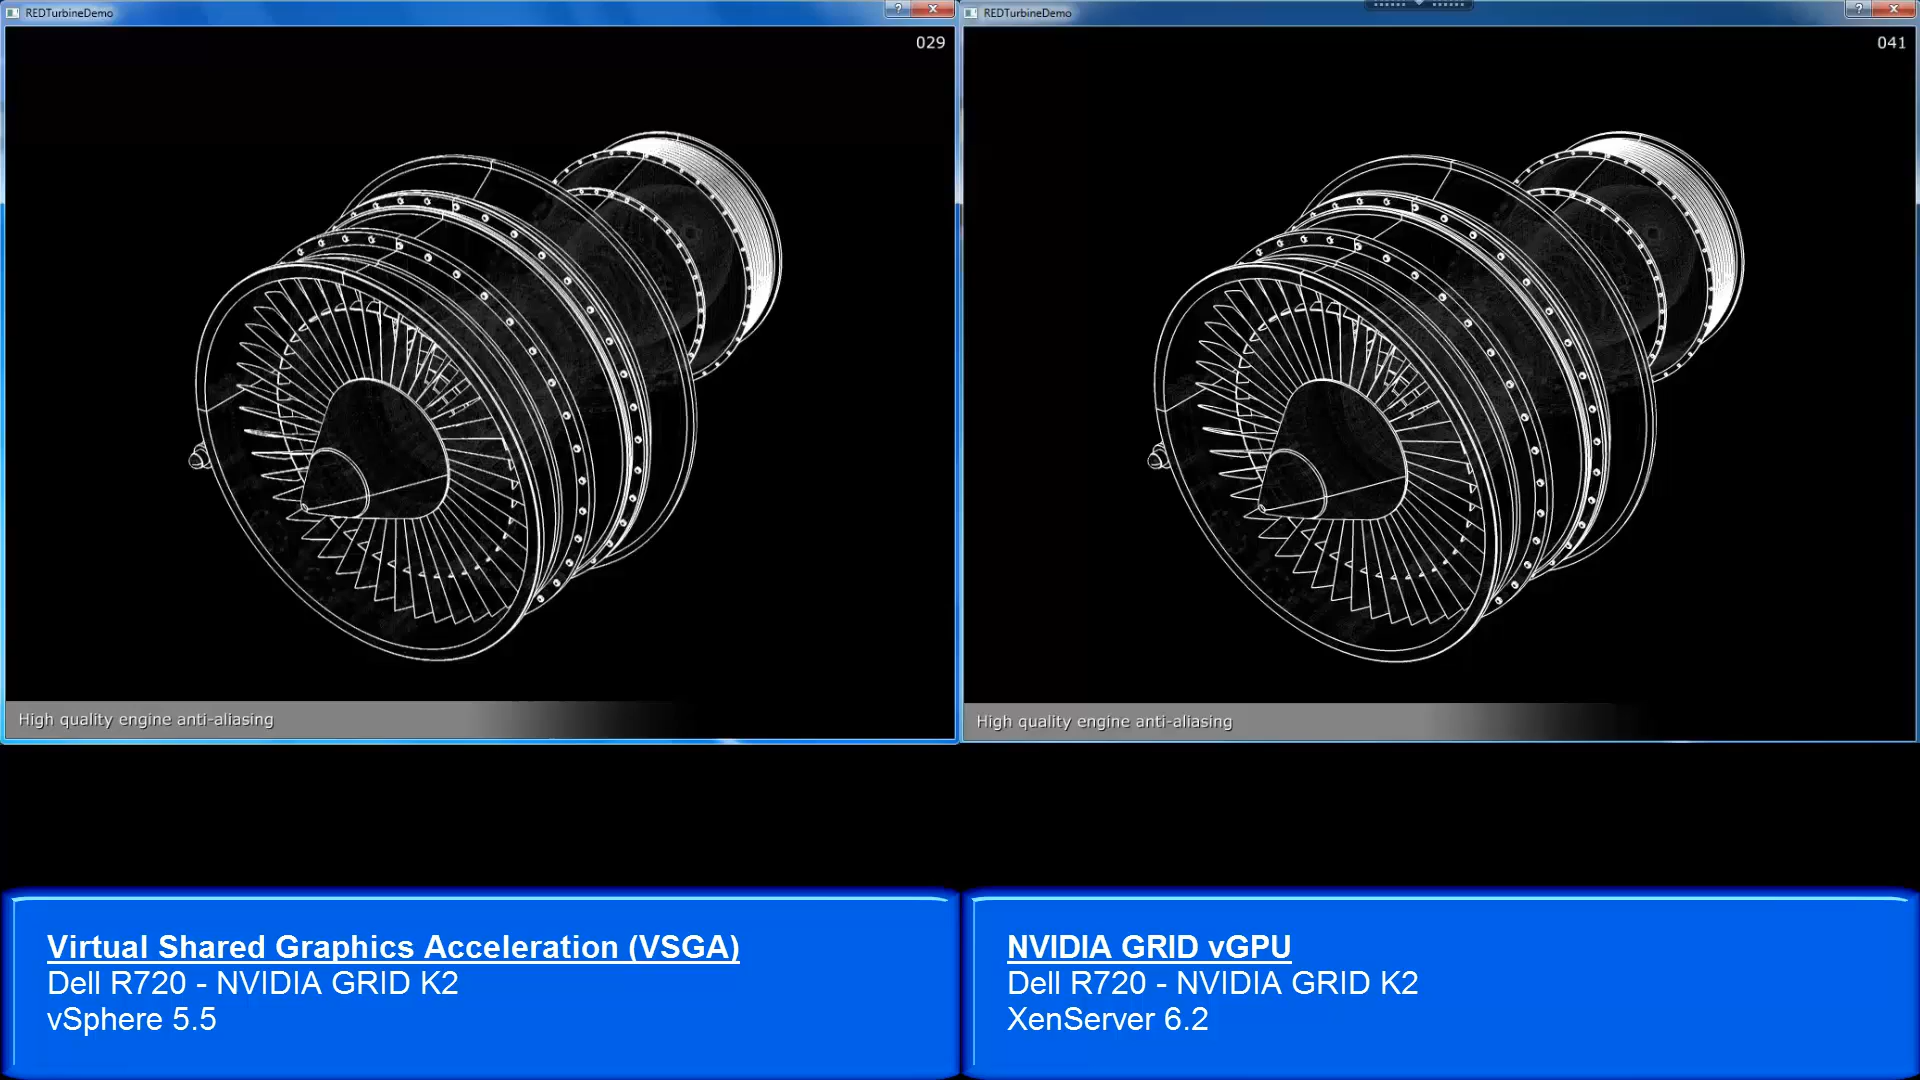 REDTurbineDemo
029
High quality engine anti-aliasing
REDTurbineDemo
041
High quality engine anti-aliasing
Virtual Shared Graphics Acceleration (VSGA)
Dell R720 - NVIDIA GRID K2
vSphere 5.5
NVIDIA GRID vGPU
Dell R720 - NVIDIA GRID K2
XenServer 6.2